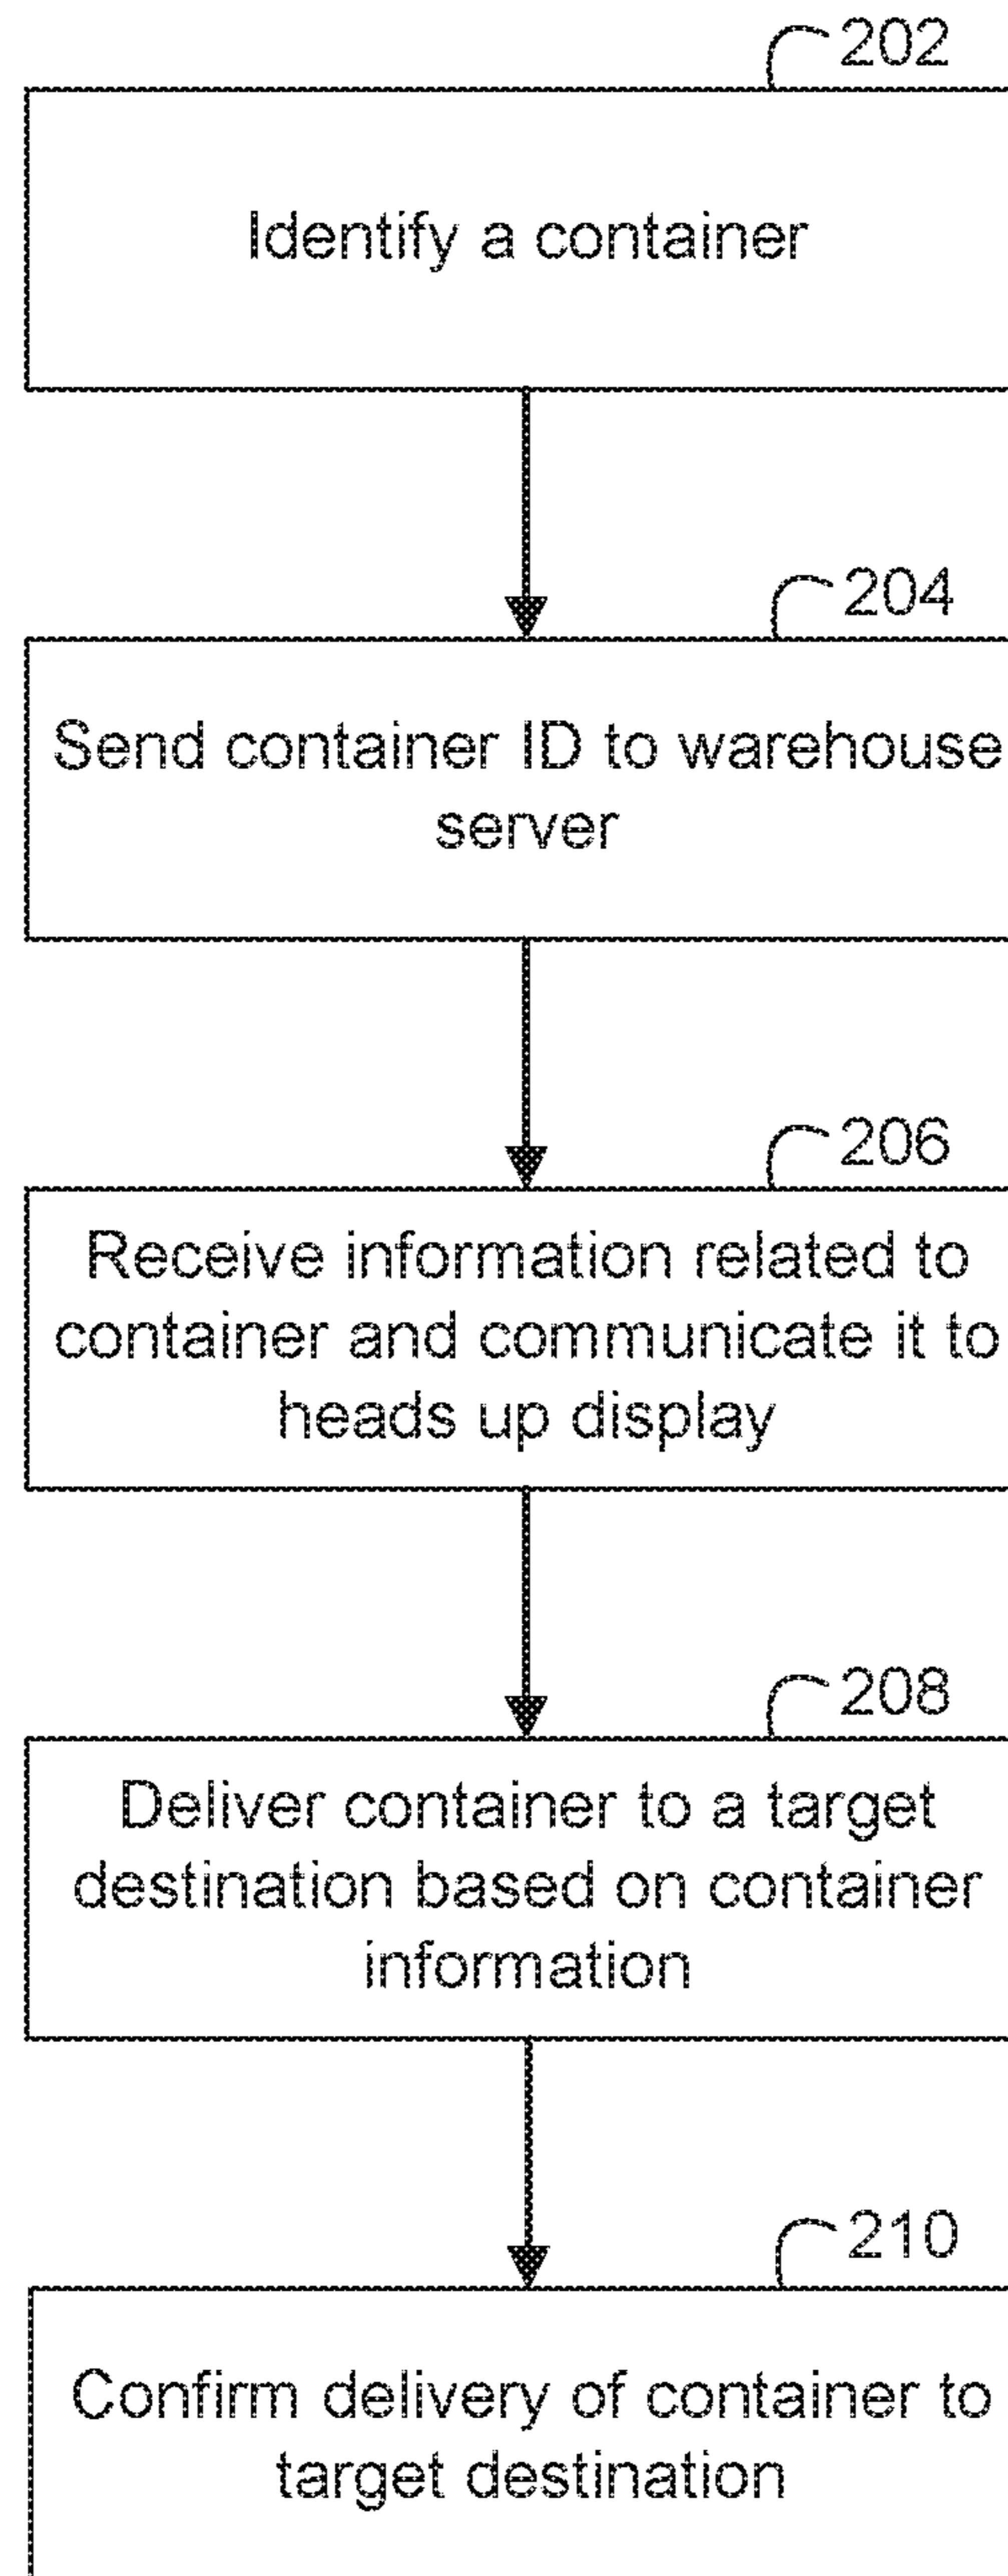 202
Identify a container
204
Send container ID to warehouse
server
206
Receive information related to
container and communicate it to
heads up display
208
Deliver container to a target
destination based on container
information
210
Confirm delivery of container to
target destination